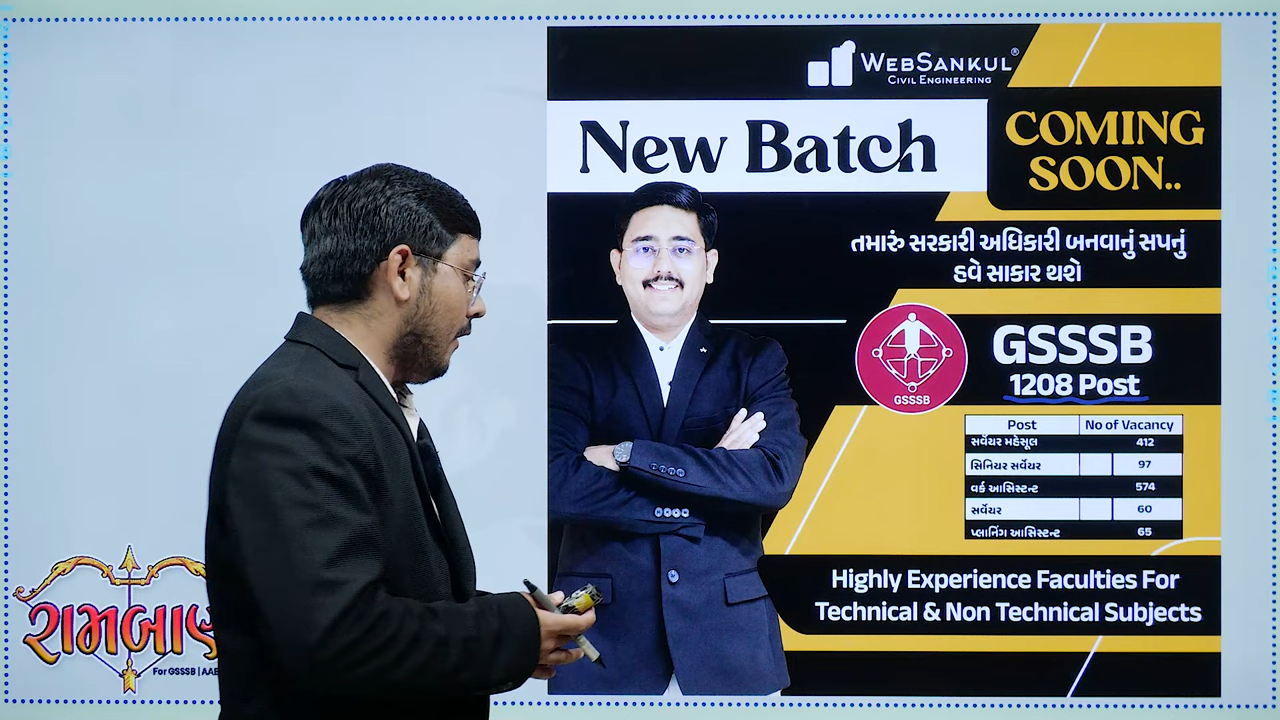 WEBSANKUL®
CIVIL ENGINEERING
New Batch
COMING
SOON..
તમારું સરકારી અધિકારી બનવાનું સપનું
હવે સાકાર થશે
GSSSB
GSSSB
1208 Post
Post No of Vacancy
સર્વેયર મહેસૂલ 412
સિનિયર સર્વેયર 97
વર્ક આસિસ્ટન્ટ 574
સર્વેયર 60
પ્લાનિંગ આસિસ્ટન્ટ 65
Highly Experience Faculties For
Technical & Non Technical Subjects
રામબાણ
For GSSSB |